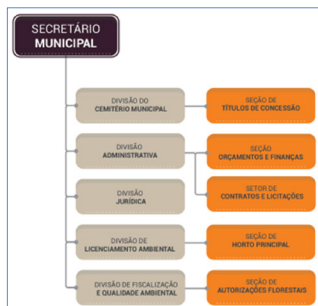 SECRETÁRIO
MUNICIPAL
DIVISÃO DO
CEMITÉRIO MUNICIPAL
SEÇÃO DE
TÍTULOS DE CONCESSÃO
DIVISÃO
ADMINISTRATIVA
SEÇÃO
ORÇAMENTOS E FINANÇAS
SETOR DE
CONTRATOS E LICITAÇÕES
DIVISÃO
JURÍDICA
DIVISÃO DE
LICENCIAMENTO AMBIENTAL
SEÇÃO DE
HORTO PRINCIPAL
DIVISÃO DE FISCALIZAÇÃO
E QUALIDADE AMBIENTAL
SEÇÃO DE
AUTORIZAÇÕES FLORESTAIS